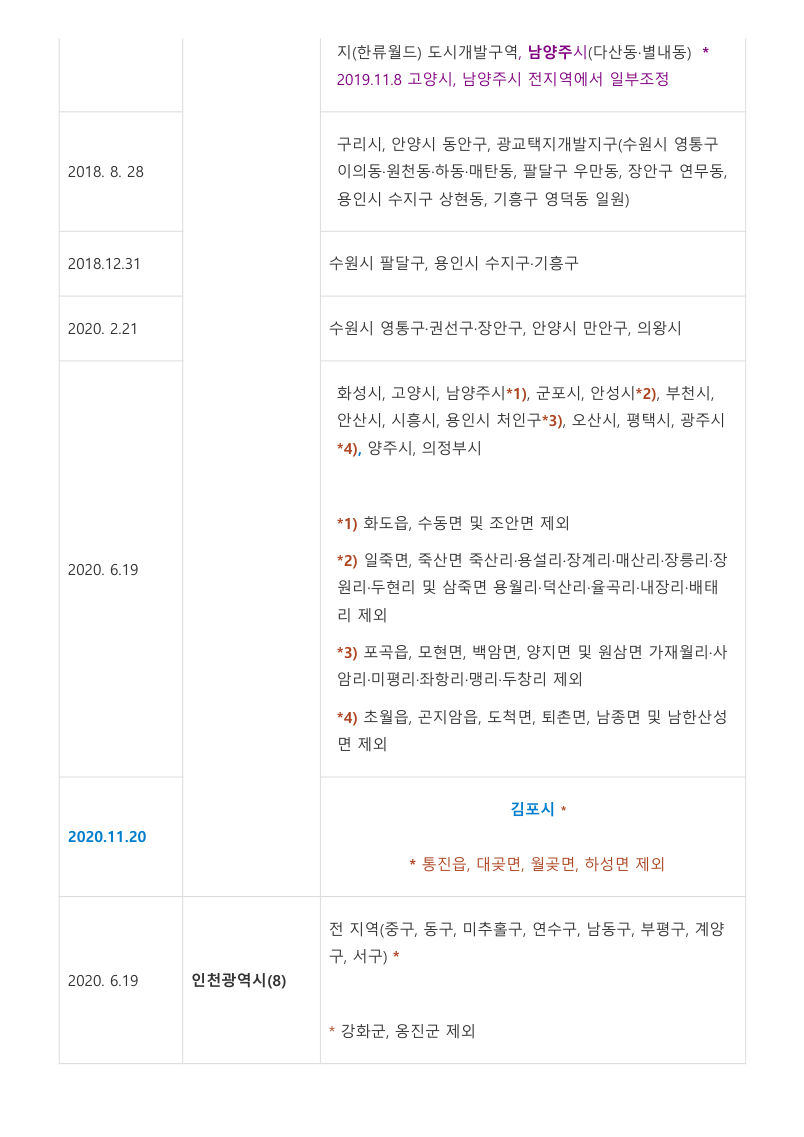 지(한류월드) 도시개발구역, 남양주시(다산동·별내동) *
2019.11.8 고양시, 남양주시 전지역에서 일부조정
2018. 8. 28
구리시, 안양시 동안구, 광교택지개발지구(수원시 영통구
이의동·원천동·하동·매탄동, 팔달구 우만동, 장안구 연무동,
용인시 수지구 상현동, 기흥구 영덕동 일원)
2018.12.31
수원시 팔달구, 용인시 수지구·기흥구
2020. 2.21
수원시 영통구·권선구·장안구, 안양시 만안구, 의왕시
2020. 6.19
화성시, 고양시, 남양주시*1), 군포시, 안성시*2), 부천시,
안산시, 시흥시, 용인시 처인구*3), 오산시, 평택시, 광주시
*4), 양주시, 의정부시
*1) 화도읍, 수동면 및 조안면 제외
*2) 일죽면, 죽산면 죽산리·용설리·장계리·매산리·장릉리·장
원리·두현리 및 삼죽면 용월리·덕산리·율곡리·내장리·배태
리 제외
*3) 포곡읍, 모현면, 백암면, 양지면 및 원삼면 가재월리·사
암리·미평리·좌항리·맹리·두창리 제외
*4) 초월읍, 곤지암읍, 도척면, 퇴촌면, 남종면 및 남한산성
면 제외
2020.11.20
김포시 *
* 통진읍, 대곶면, 월곶면, 하성면 제외
2020. 6.19
인천광역시(8)
전 지역(중구, 동구, 미추홀구, 연수구, 남동구, 부평구, 계양
구, 서구) *
* 강화군, 옹진군 제외